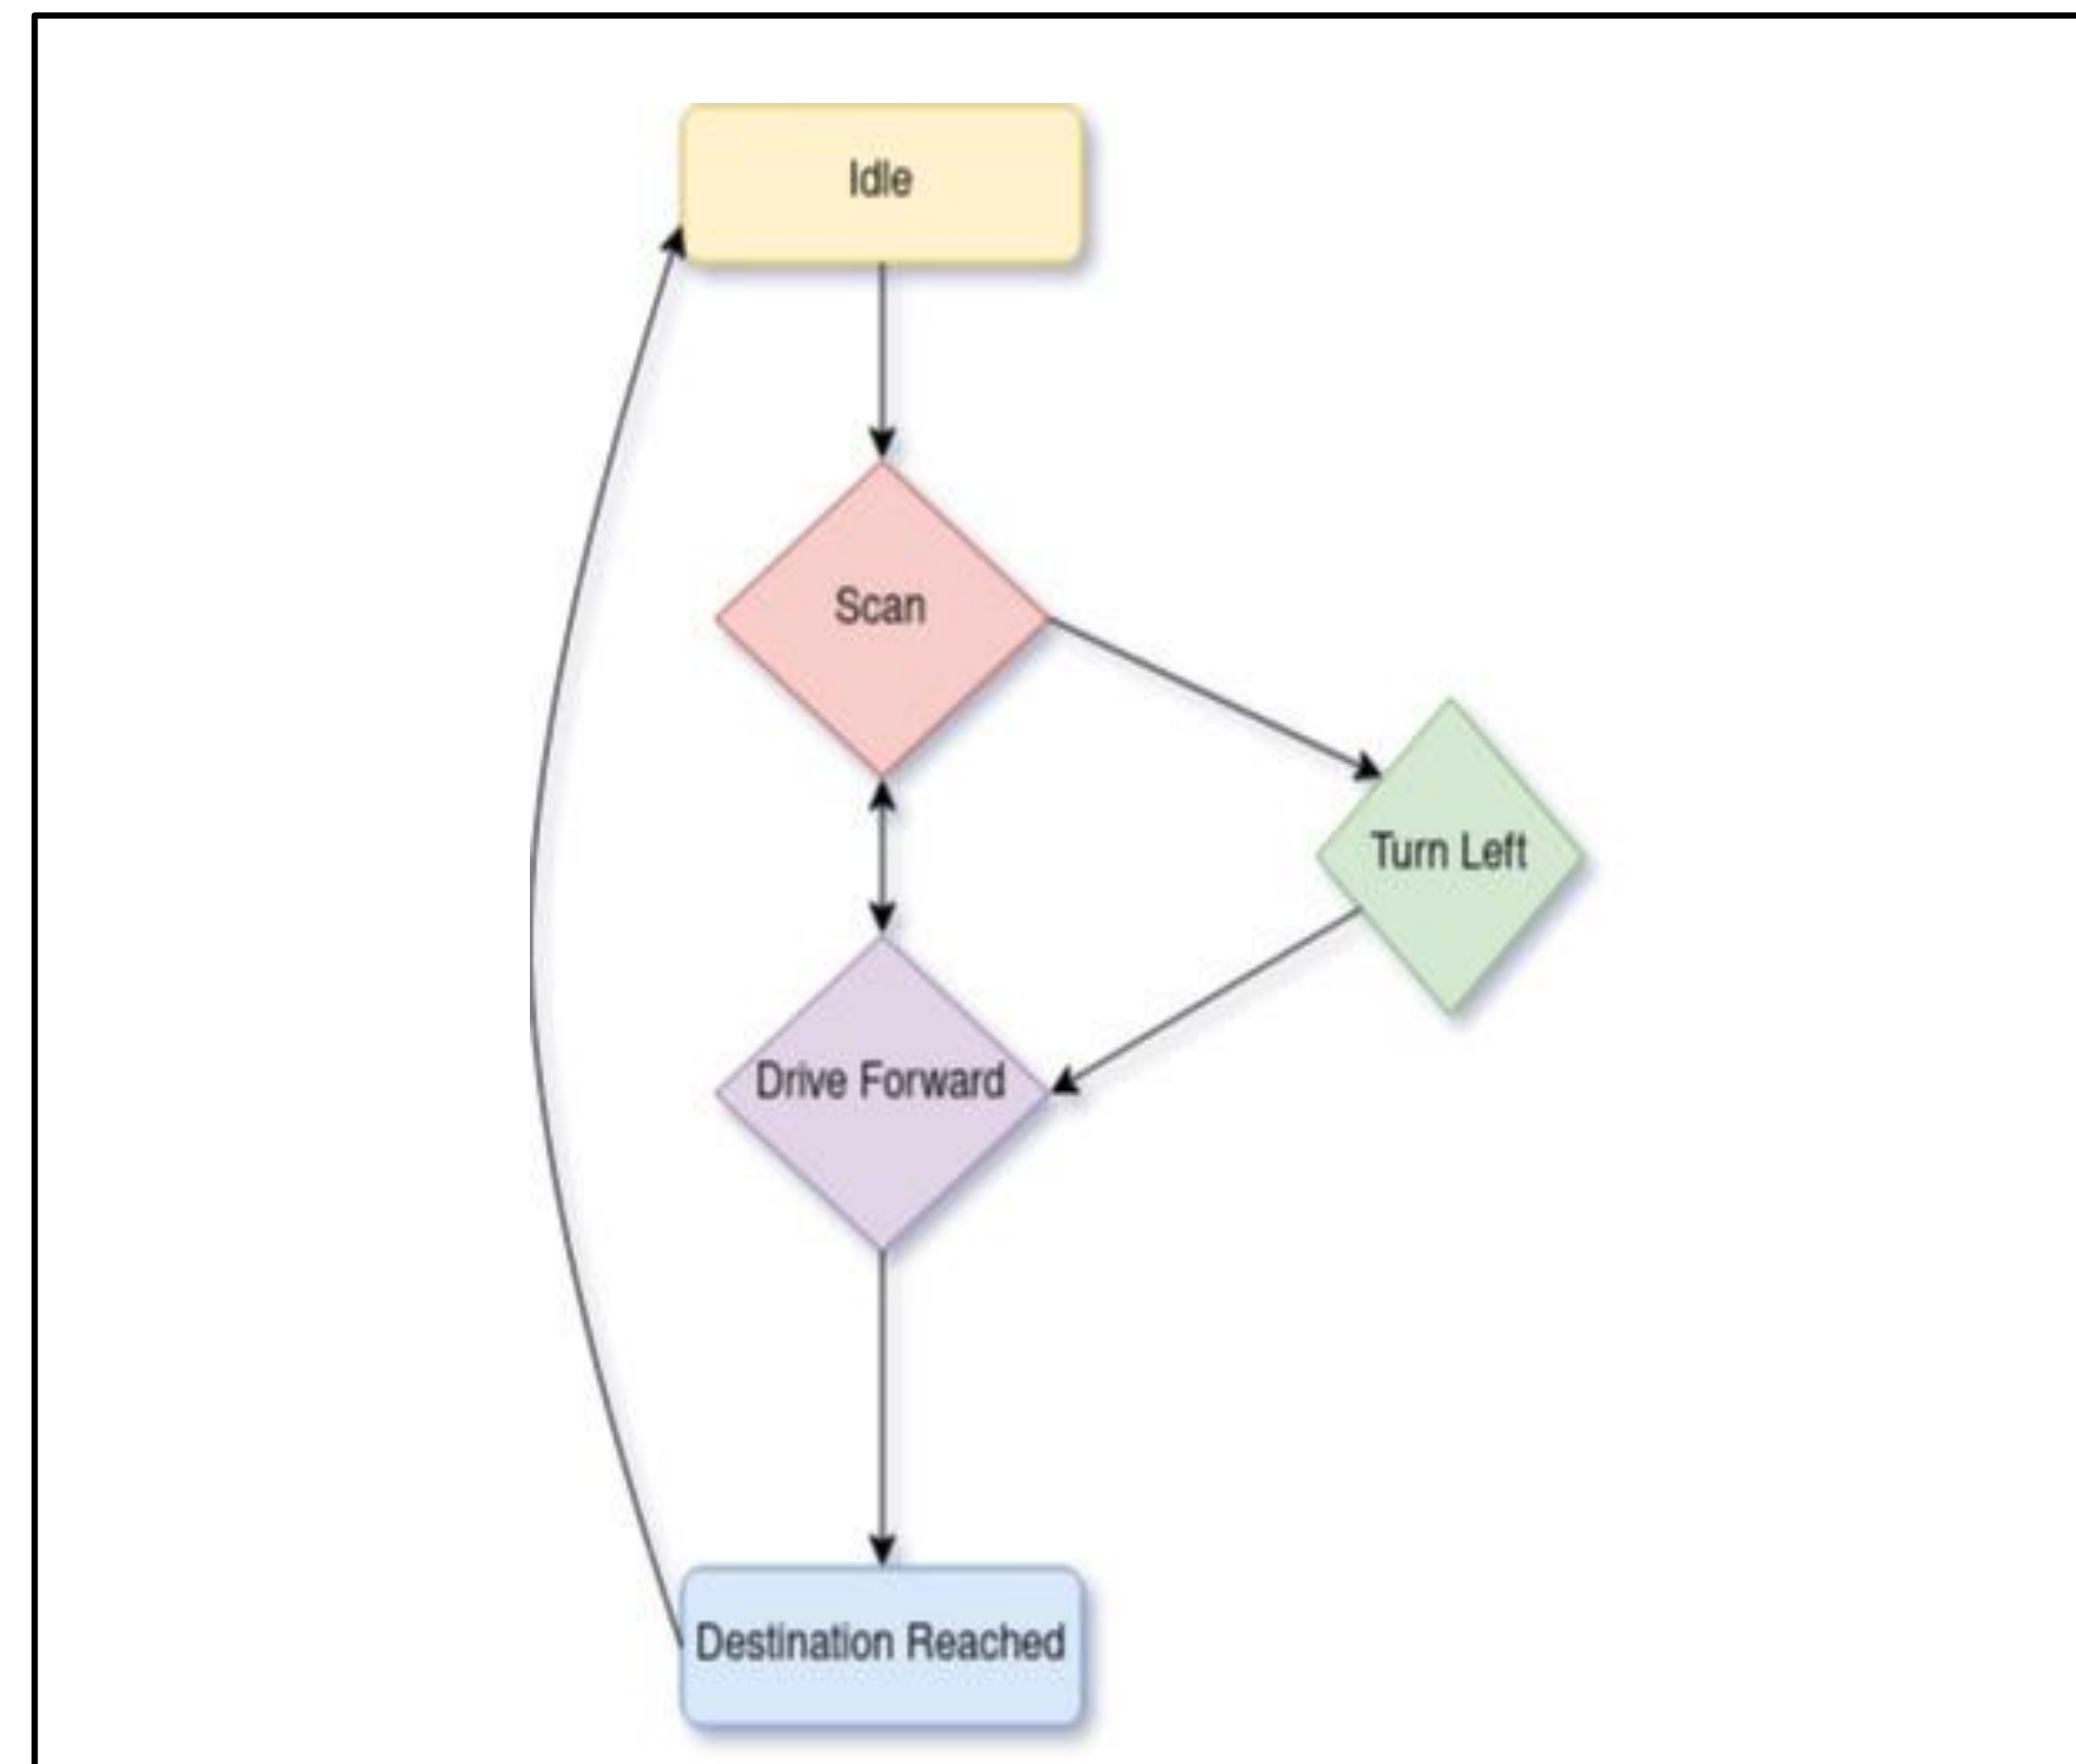 Idle
Scan
Turn Left
Drive Forward
Destination Reached